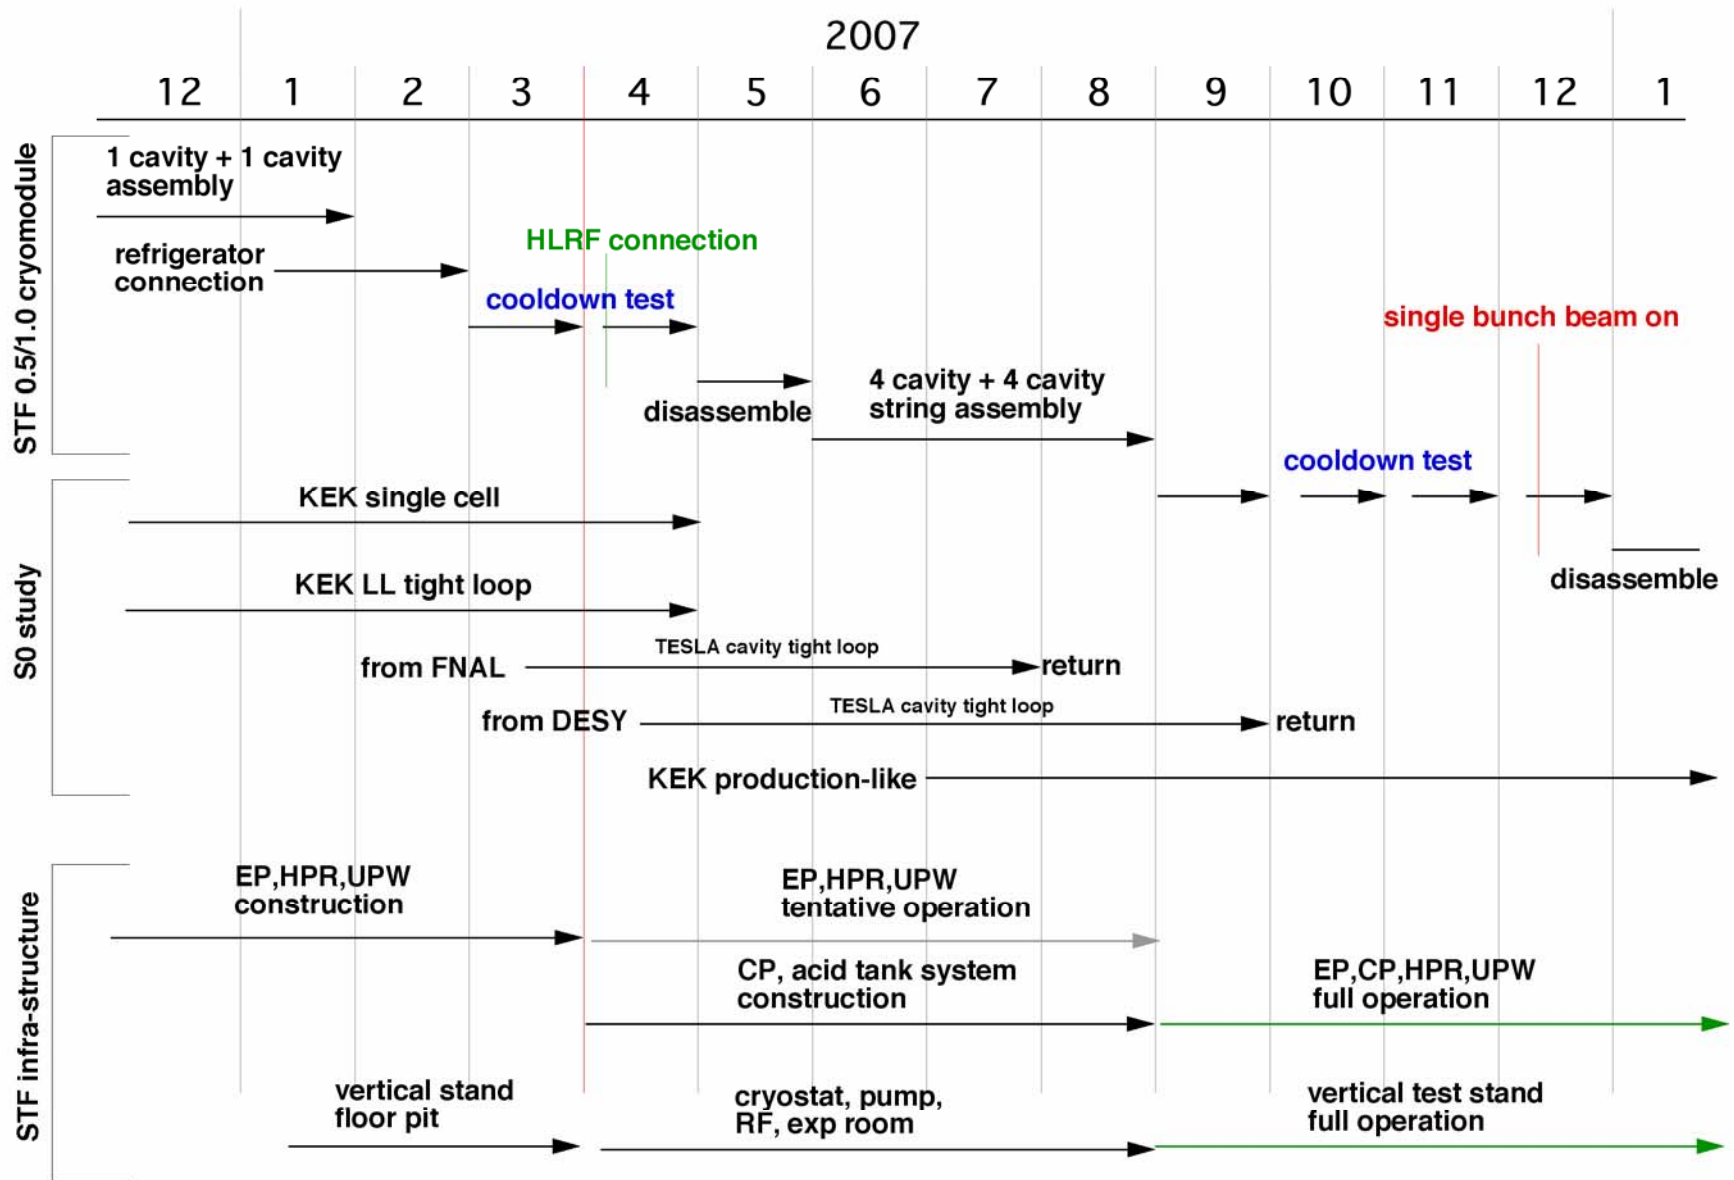 2007
12 1 2 3 4 5 6 7 8 9 10 11 12 1
STF 0.5/1.0 cryomodule
1 cavity + 1 cavity
assembly
refrigerator
connection
HLRF connection
cooldown test
disassemble
4 cavity + 4 cavity
string assembly
single bunch beam on
cooldown test
disassemble
S0 study
KEK single cell
KEK LL tight loop
from FNAL
TESLA cavity tight loop
return
from DESY
TESLA cavity tight loop
return
KEK production-like
STF infra-structure
EP,HPR,UPW
construction
EP,HPR,UPW
tentative operation
CP, acid tank system
construction
EP,CP,HPR,UPW
full operation
vertical stand
floor pit
cryostat, pump,
RF, exp room
vertical test stand
full operation